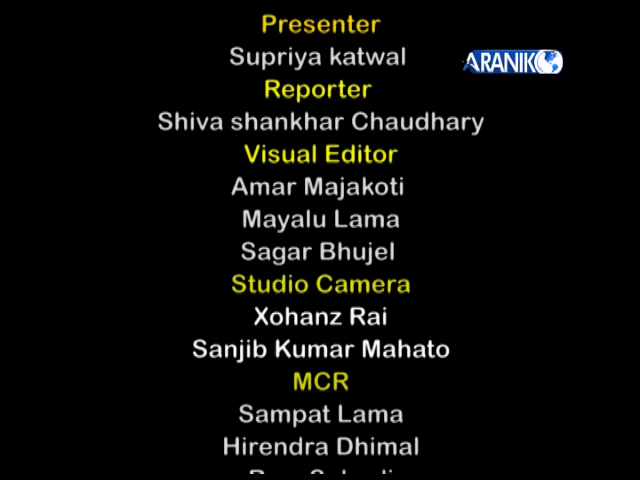 Presenter
Supriya katwal
ARANIKO
Reporter
Shiva shankhar Chaudhary
Visual Editor
Amar Majakoti
Mayalu Lama
Sagar Bhujel
Studio Camera
Xohanz Rai
Sanjib Kumar Mahato
MCR
Sampat Lama
Hirendra Dhimal